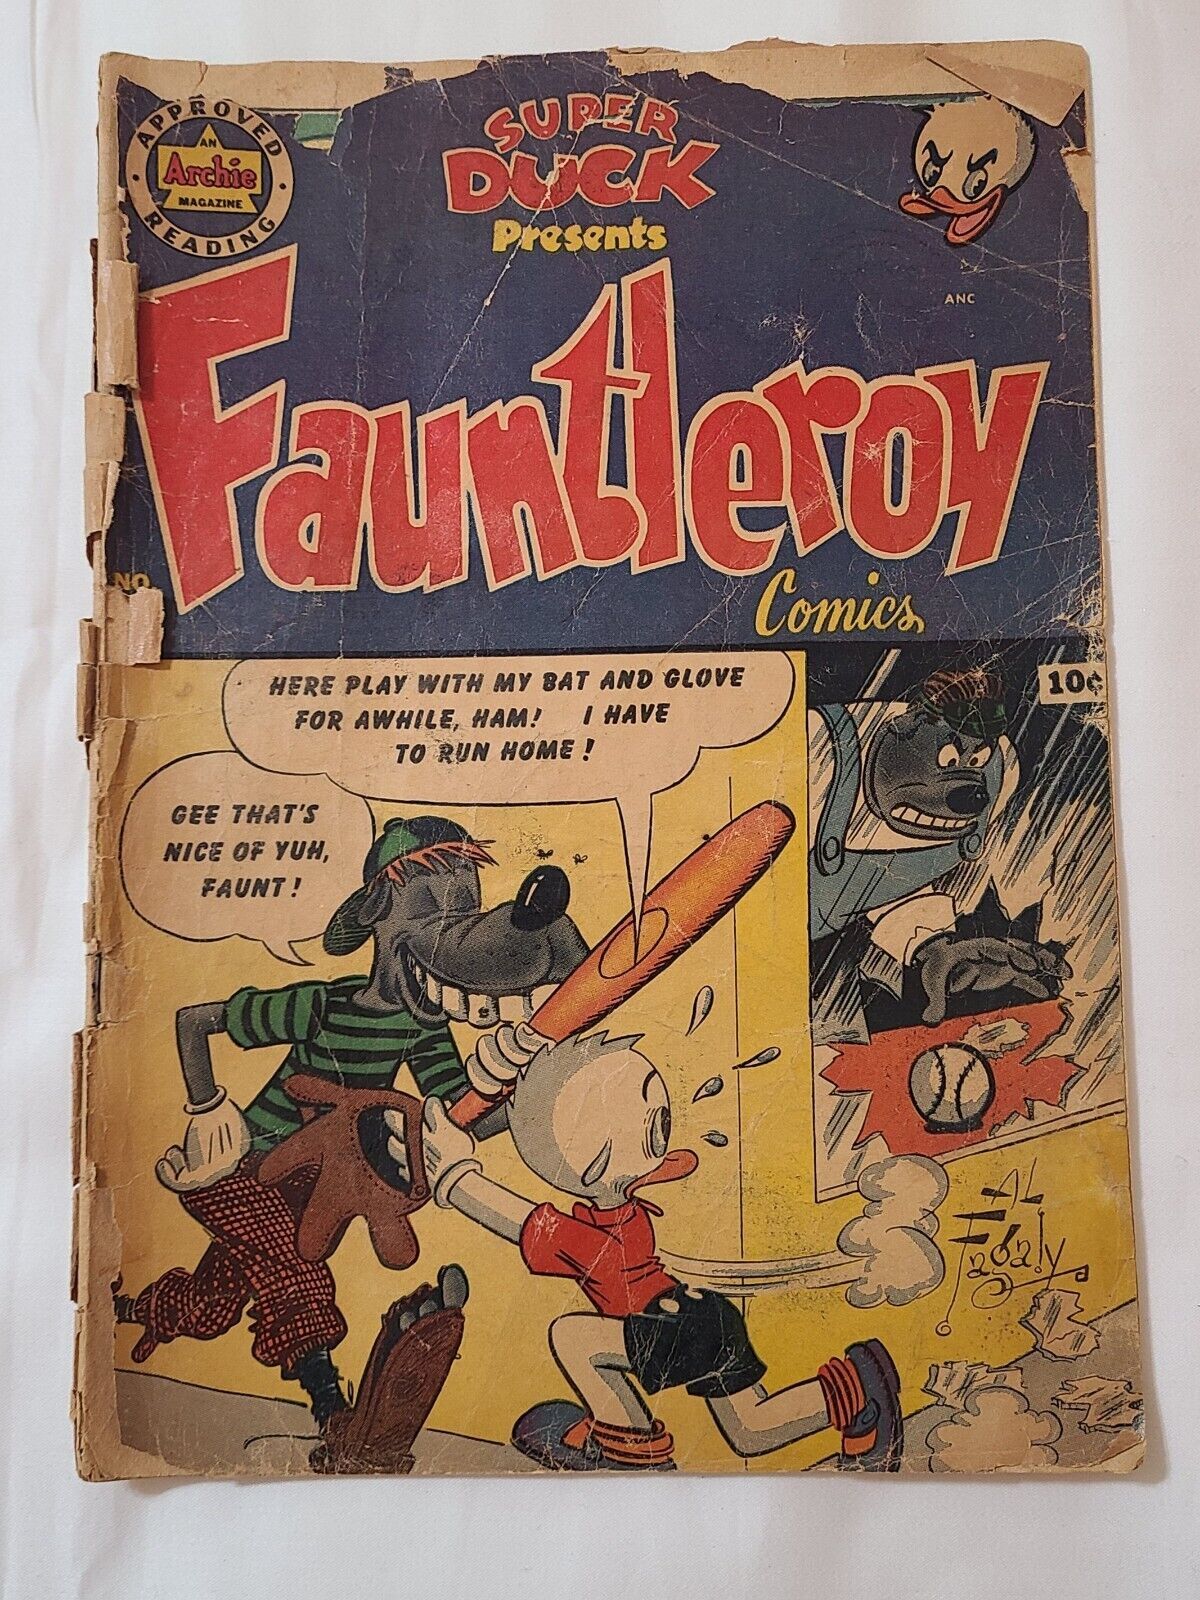 APPROVED
AN
Archie
MAGAZINE
READING
SUPER
DUCK
Presents
ANC
Fauntleroy
NO.
Comics
10¢
HERE PLAY WITH MY BAT AND GLOVE
FOR AWHILE, HAM! I HAVE
TO RUN HOME!
GEE THAT'S
NICE OF YUH,
FAUNT!
AL
Fagaly